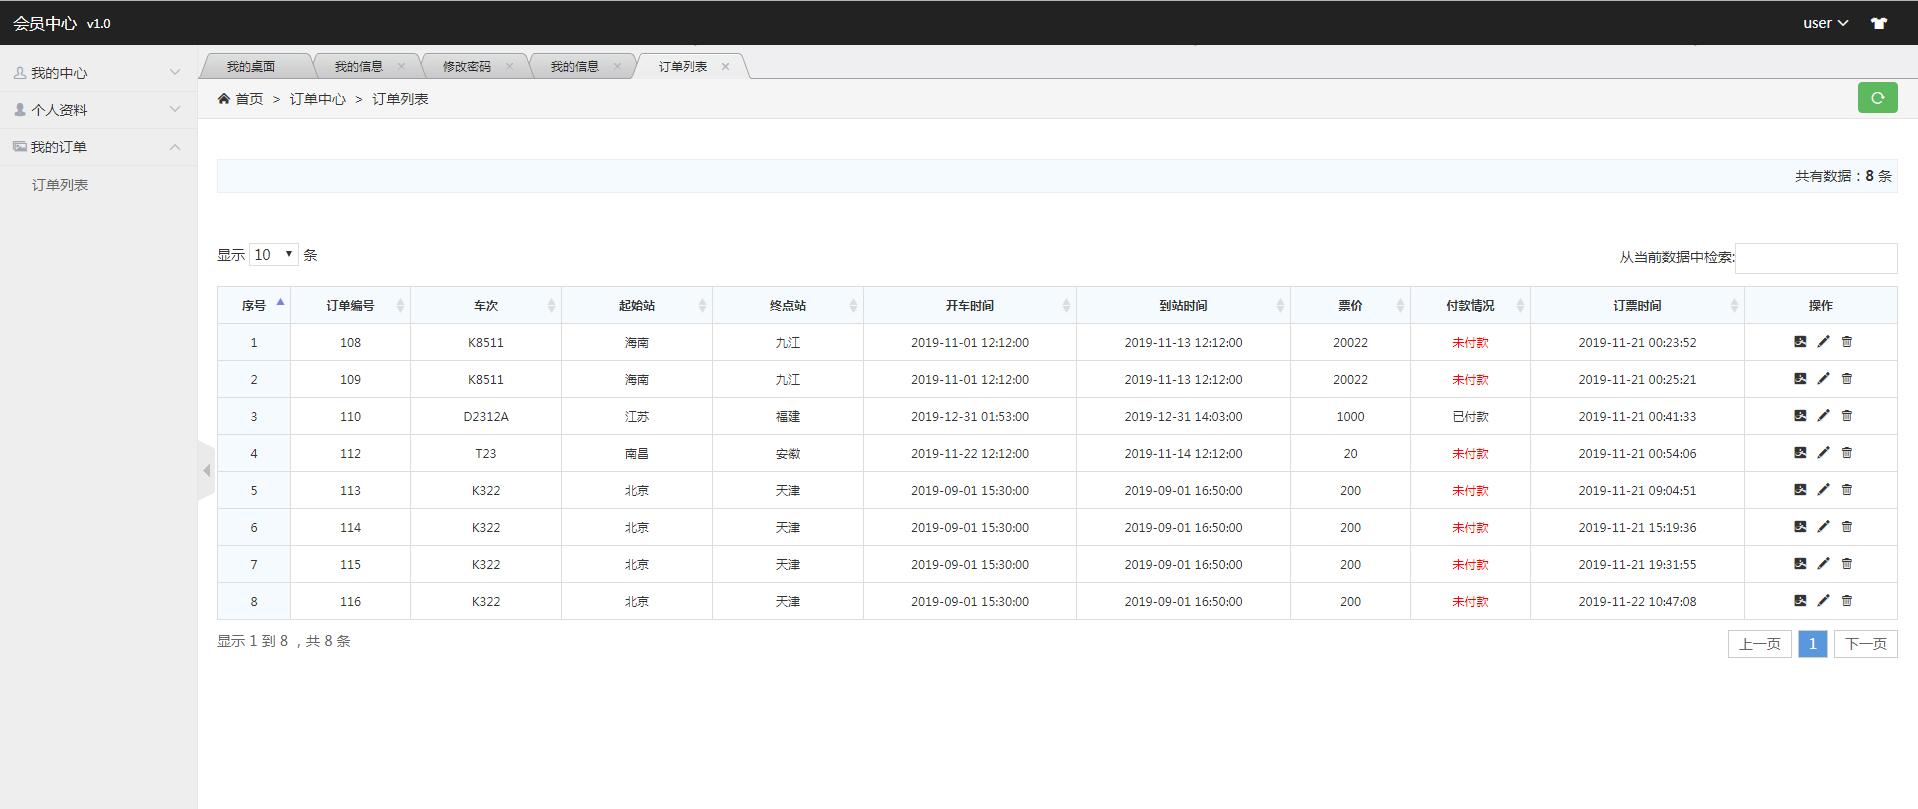 会员中心 v1.0 user
我的中心
个人资料
我的订单
订单列表
我的桌面 我的信息 修改密码 我的信息 订单列表
首页 > 订单中心 > 订单列表
共有数据：8 条
显示 10 条 从当前数据中检索:
序号 订单编号 车次 起始站 终点站 开车时间 到站时间 票价 付款情况 订票时间 操作
1 108 K8511 海南 九江 2019-11-01 12:12:00 2019-11-13 12:12:00 20022 未付款 2019-11-21 00:23:52
2 109 K8511 海南 九江 2019-11-01 12:12:00 2019-11-13 12:12:00 20022 未付款 2019-11-21 00:25:21
3 110 D2312A 江苏 福建 2019-12-31 01:53:00 2019-12-31 14:03:00 1000 已付款 2019-11-21 00:41:33
4 112 T23 南昌 安徽 2019-11-22 12:12:00 2019-11-14 12:12:00 20 未付款 2019-11-21 00:54:06
5 113 K322 北京 天津 2019-09-01 15:30:00 2019-09-01 16:50:00 200 未付款 2019-11-21 09:04:51
6 114 K322 北京 天津 2019-09-01 15:30:00 2019-09-01 16:50:00 200 未付款 2019-11-21 15:19:36
7 115 K322 北京 天津 2019-09-01 15:30:00 2019-09-01 16:50:00 200 未付款 2019-11-21 19:31:55
8 116 K322 北京 天津 2019-09-01 15:30:00 2019-09-01 16:50:00 200 未付款 2019-11-22 10:47:08
显示 1 到 8 ，共 8 条 上一页 1 下一页